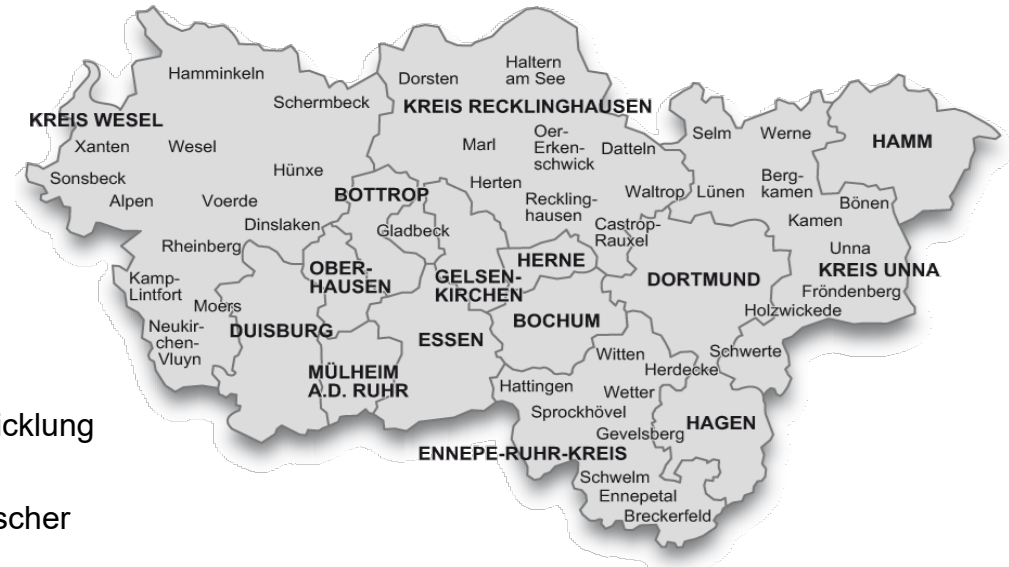 Hamminkeln
Haltern
am See
Dorsten
Schermbeck
KREIS RECKLINGHAUSEN
KREIS WESEL
Xanten
Wesel
Marl
Oer-
Erken-
schwick
Datteln
Selm
Werne
HAMM
Sonsbeck
Hünxe
Alpen
Voerde
BOTTROP
Herten
Reckling-
hausen
Waltrop
Lünen
Berg-
kamen
Bönen
Kamen
Dinslaken
Gladbeck
Castrop-
Rauxel
Rheinberg
Unna
KREIS UNNA
Kamp-
Lintfort
OBER-
HAUSEN
GELSEN-
KIRCHEN
HERNE
DORTMUND
Fröndenberg
Moers
Holzwickede
Neukir-
chen-
Vluyn
DUISBURG
ESSEN
BOCHUM
MÜLHEIM
A.D. RUHR
Witten
Herdecke
Schwerte
Hattingen
Wetter
Sprockhövel
HAGEN
Gevelsberg
ENNEPE-RUHR-KREIS
Schwelm
Ennepetal
Breckerfeld
icklung
scher